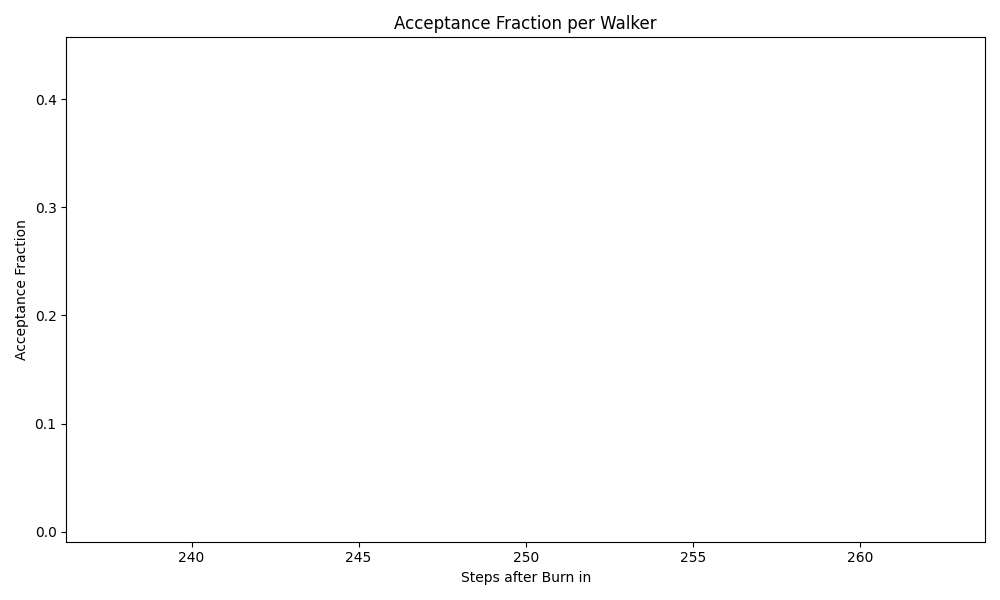 Acceptance Fraction per Walker
Acceptance Fraction
0.4
0.3
0.2
0.1
0.0
240 245 250 255 260
Steps after Burn in